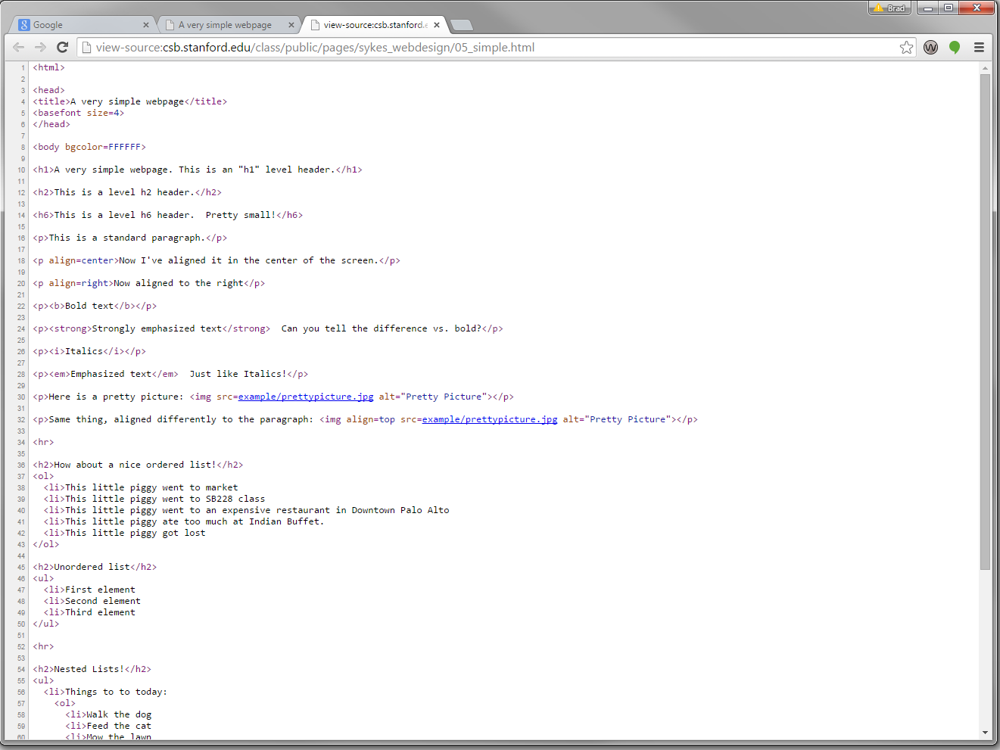 Brad
Google
A very simple webpage
view-source:csb.stanford.e
view-source:csb.stanford.edu/class/public/pages/sykes_webdesign/05_simple.html
1 <html>
2
3 <head>
4 <title>A very simple webpage</title>
5 <basefont size=4>
6 </head>
7
8 <body bgcolor=FFFFFF>
9
10 <h1>A very simple webpage. This is an "h1" level header.</h1>
11
12 <h2>This is a level h2 header.</h2>
13
14 <h6>This is a level h6 header.  Pretty small!</h6>
15
16 <p>This is a standard paragraph.</p>
17
18 <p align=center>Now I've aligned it in the center of the screen.</p>
19
20 <p align=right>Now aligned to the right</p>
21
22 <p><b>Bold text</b></p>
23
24 <p><strong>Strongly emphasized text</strong>  Can you tell the difference vs. bold?</p>
25
26 <p><i>Italics</i></p>
27
28 <p><em>Emphasized text</em>  Just like Italics!</p>
29
30 <p>Here is a pretty picture: <img src=example/prettypicture.jpg alt="Pretty Picture"></p>
31
32 <p>Same thing, aligned differently to the paragraph: <img align=top src=example/prettypicture.jpg alt="Pretty Picture"></p>
33
34 <hr>
35
36 <h2>How about a nice ordered list!</h2>
37 <ol>
38   <li>This little piggy went to market
39   <li>This little piggy went to SB228 class
40   <li>This little piggy went to an expensive restaurant in Downtown Palo Alto
41   <li>This little piggy ate too much at Indian Buffet.
42   <li>This little piggy got lost
43 </ol>
44
45 <h2>Unordered list</h2>
46 <ul>
47   <li>First element
48   <li>Second element
49   <li>Third element
50 </ul>
51
52 <hr>
53
54 <h2>Nested Lists!</h2>
55 <ul>
56   <li>Things to to today:
57     <ol>
58       <li>Walk the dog
59       <li>Feed the cat
60       <li>Mow the lawn